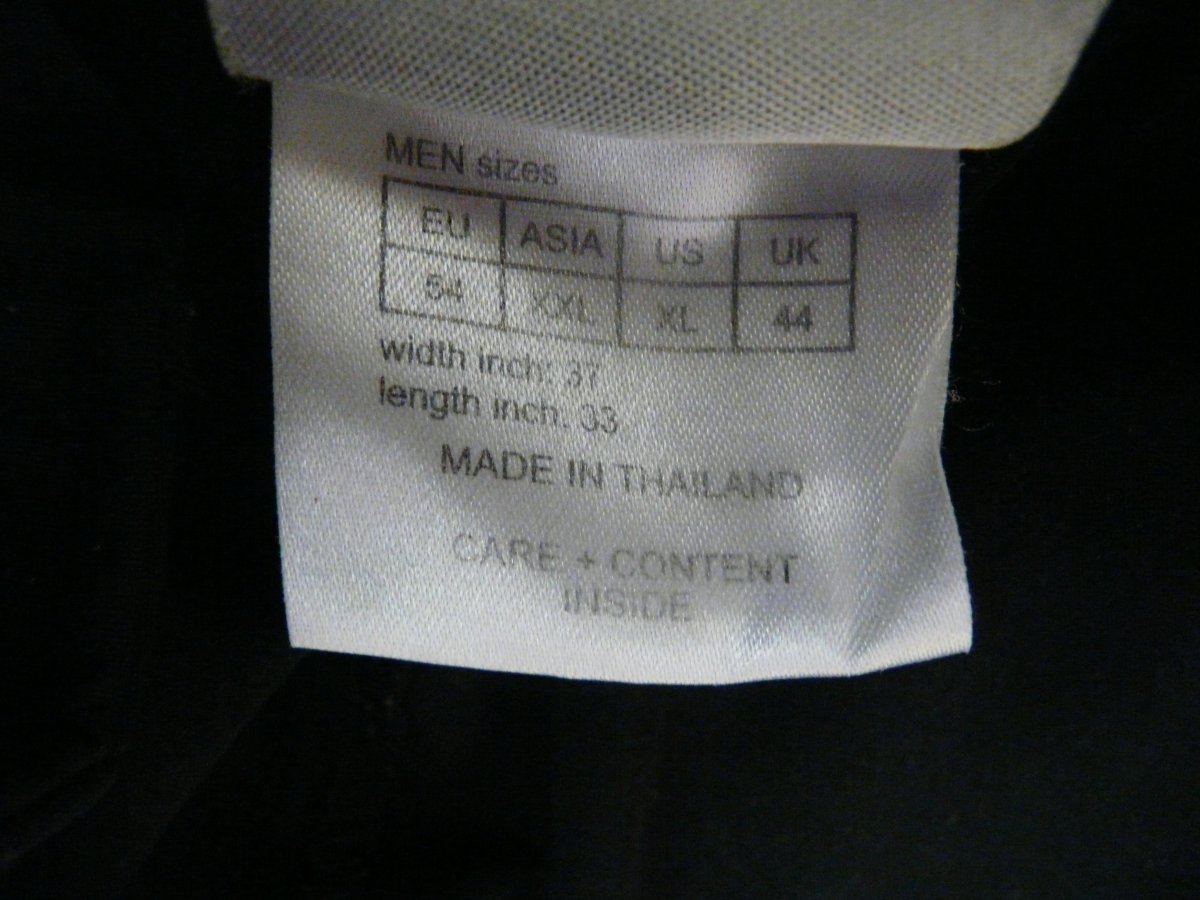 MEN sizes
EU ASIA US UK
54 XXL XL 44
width inch: 37
length inch: 33
MADE IN THAILAND
CARE + CONTENT
INSIDE